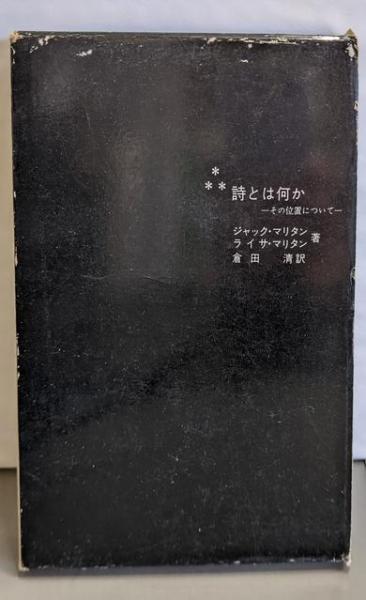 *
** 詩とは何か
—その位置について—
ジャック・マリタン
ライサ・マリタン 著
倉田 清訳